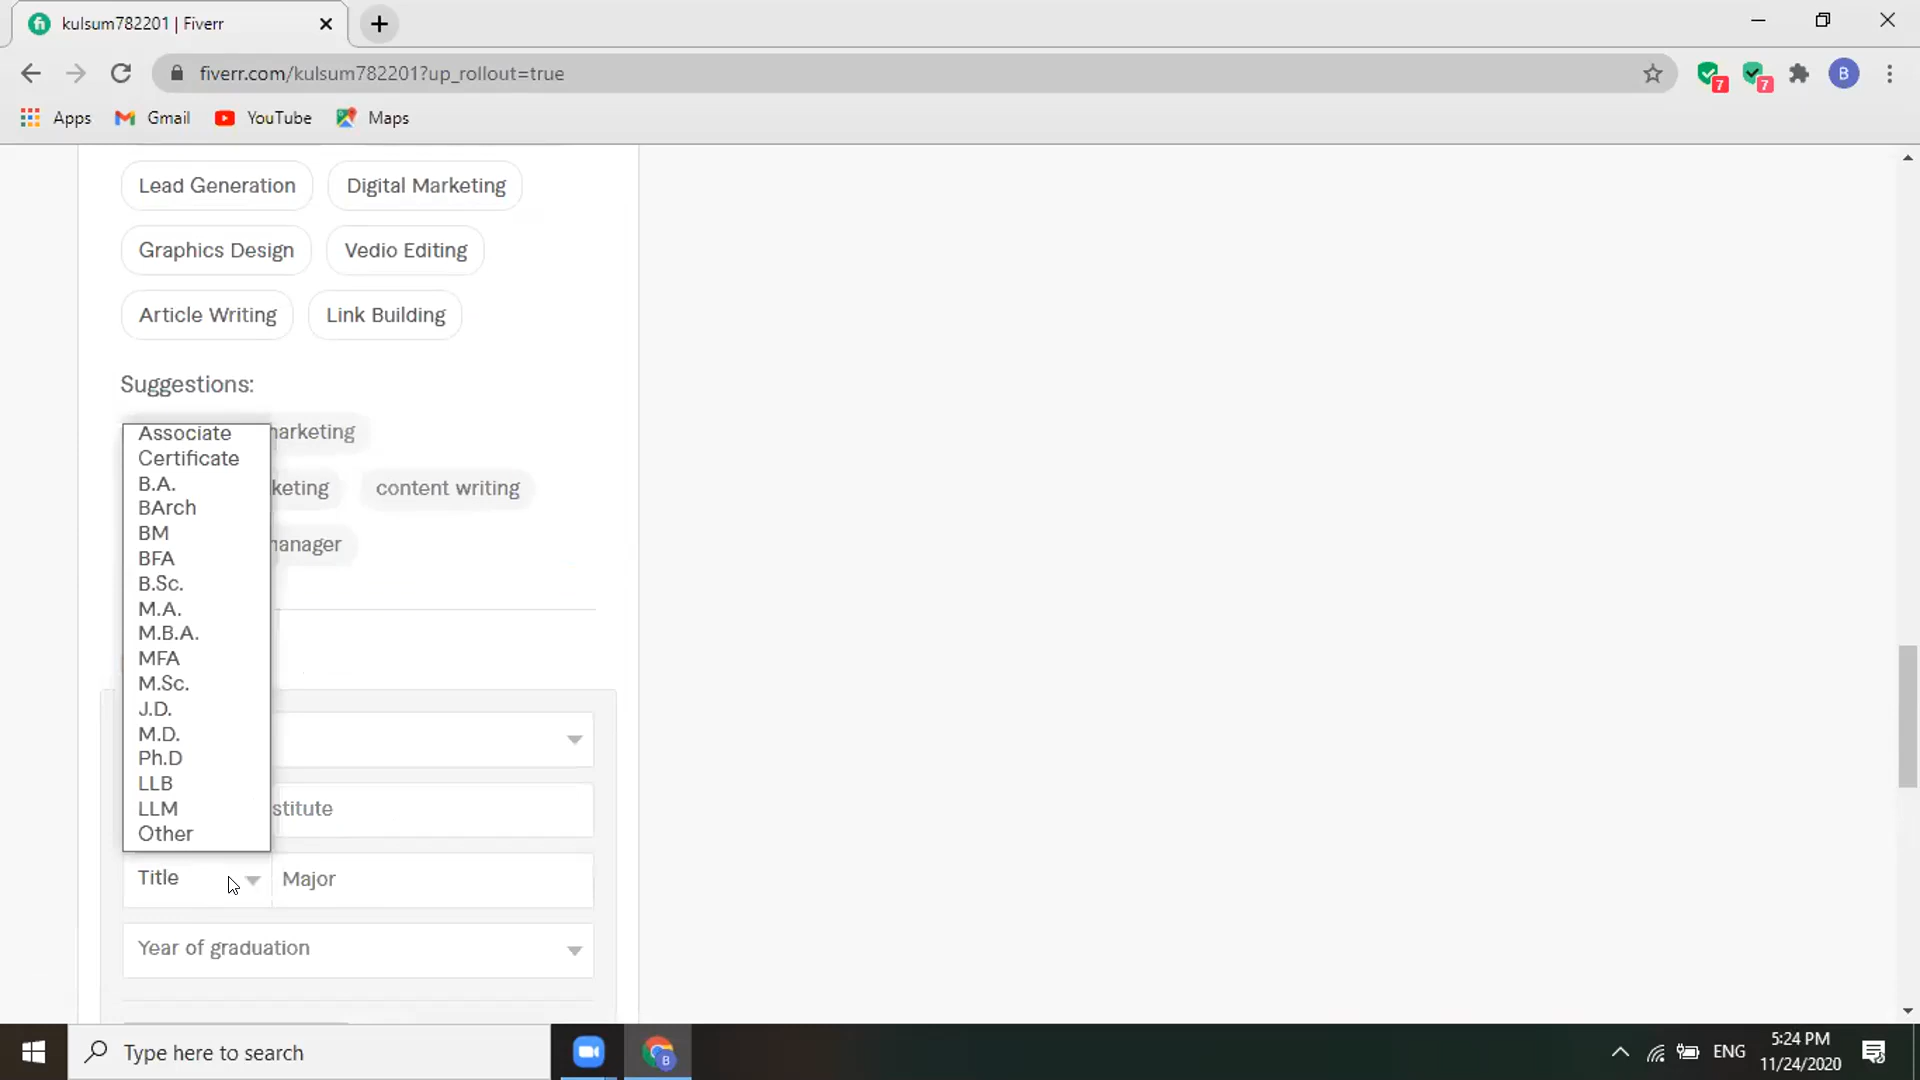 kulsum782201 | Fiverr
fiverr.com/kulsum782201?up_rollout=true
7
7
B
Apps
Gmail
YouTube
Maps
Lead Generation
Digital Marketing
Graphics Design
Vedio Editing
Article Writing
Link Building
Suggestions:
arketing
keting
content writing
anager
Associate
Certificate
B.A.
BArch
BM
BFA
B.Sc.
M.A.
M.B.A.
MFA
M.Sc.
J.D.
M.D.
Ph.D
LLB
LLM
Other
stitute
Title
Major
Year of graduation
Type here to search
B
ENG
5:24 PM
11/24/2020